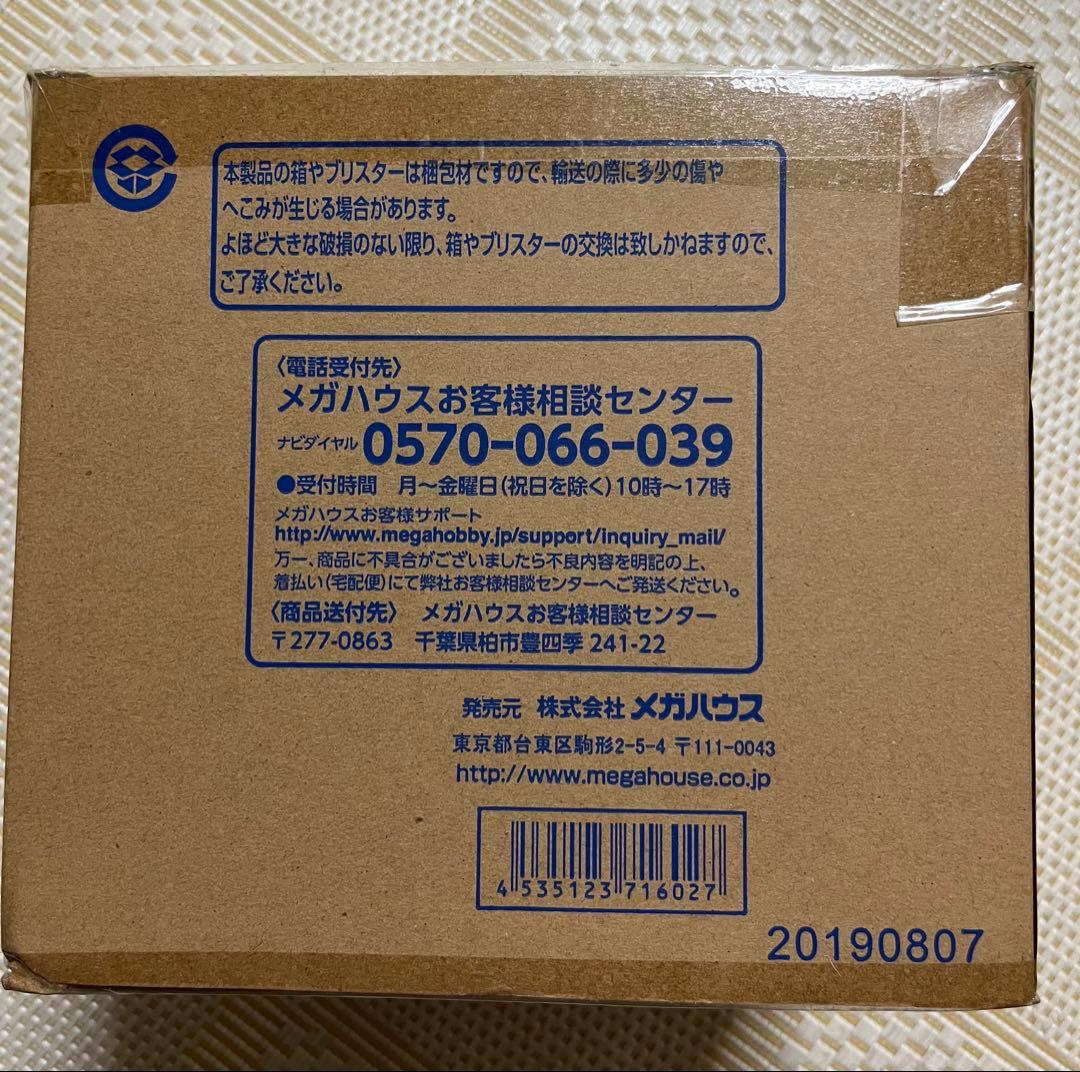 本製品の箱やブリスターは梱包材ですので、輸送の際に多少の傷や
へこみが生じる場合があります。
よほど大きな破損のない限り、箱やブリスターの交換は致しかねますので、
ご了承ください。
〈電話受付先〉
メガハウスお客様相談センター
ナビダイヤル 0570-066-039
●受付時間 月〜金曜日(祝日を除く)10時〜17時
メガハウスお客様サポート
http://www.megahobby.jp/support/inquiry_mail/
万一、商品に不具合がございましたら不良内容を明記の上、
着払い(宅配便)にて弊社お客様相談センターへご発送ください。
〈商品送付先〉 メガハウスお客様相談センター
〒277-0863 千葉県柏市豊四季 241-22
発売元 株式会社 メガハウス
東京都台東区駒形2-5-4 〒111-0043
http://www.megahouse.co.jp
4 535123 716027
20190807